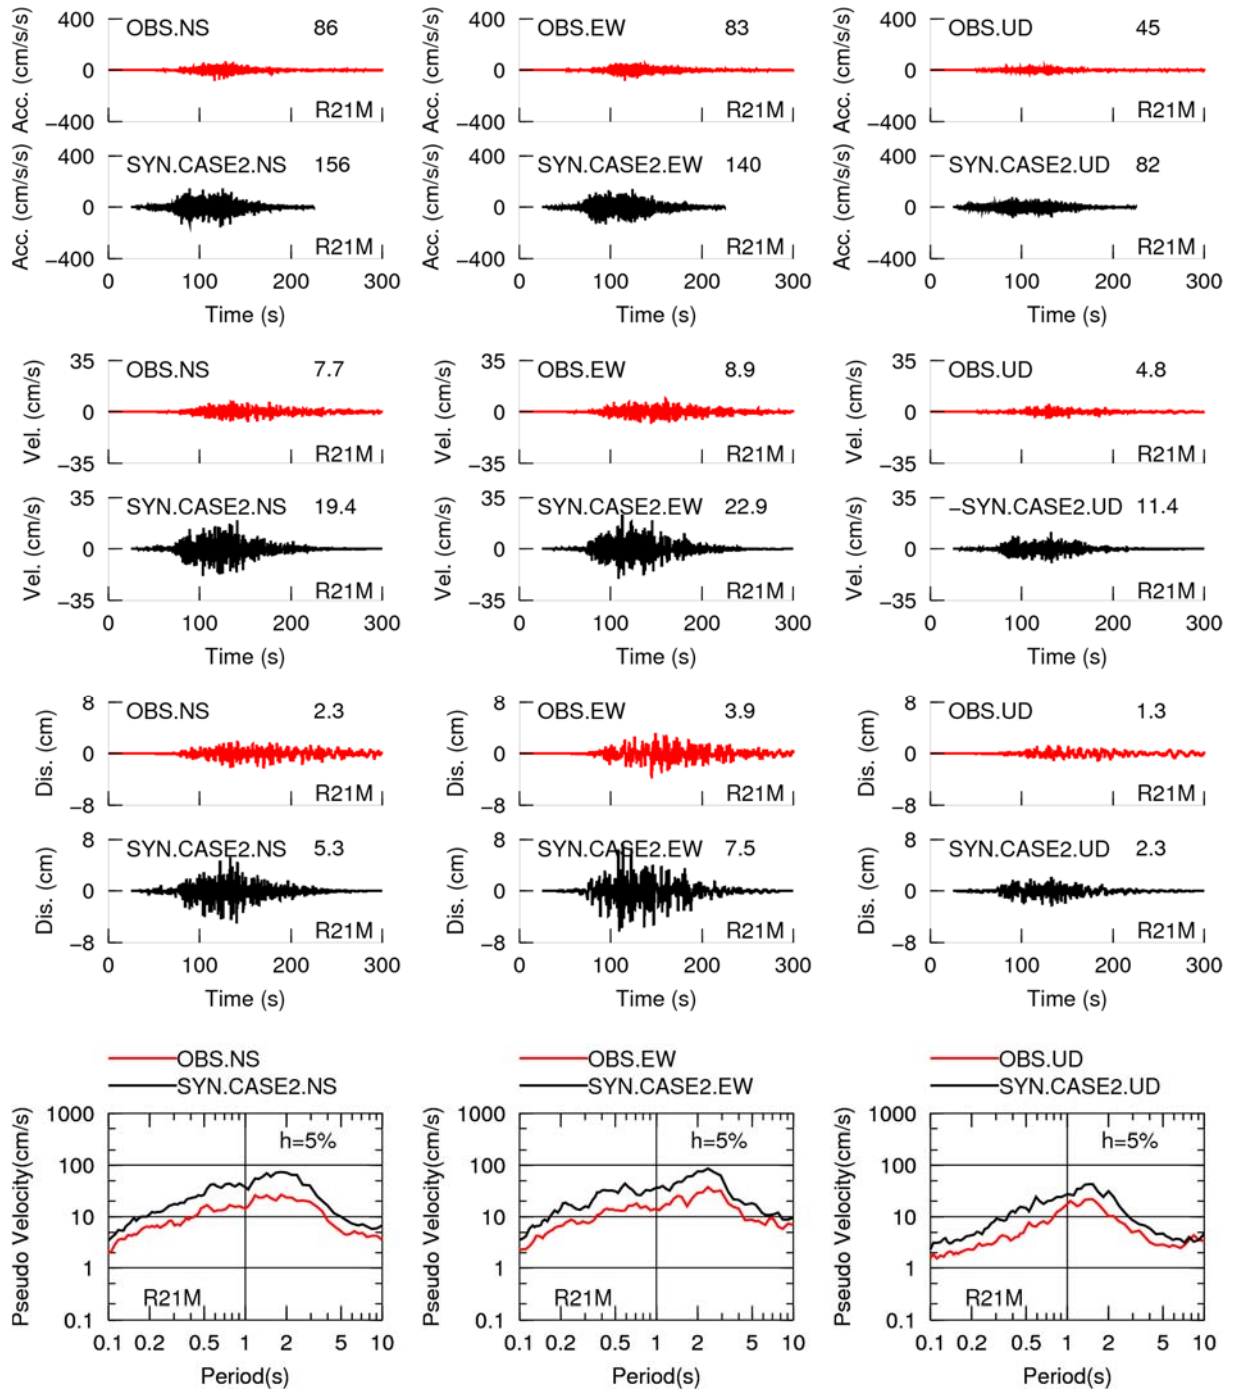 400 OBS.NS 86 400 OBS.EW 83 400 OBS.UD 45
Acc. (cm/s/s) 0 Acc. (cm/s/s) 0 Acc. (cm/s/s) 0
−400 R21M −400 R21M −400 R21M
400 SYN.CASE2.NS 156 400 SYN.CASE2.EW 140 400 SYN.CASE2.UD 82
Acc. (cm/s/s) 0 Acc. (cm/s/s) 0 Acc. (cm/s/s) 0
−400 R21M −400 R21M −400 R21M
0 100 200 300 0 100 200 300 0 100 200 300
Time (s) Time (s) Time (s)
35 OBS.NS 7.7 35 OBS.EW 8.9 35 OBS.UD 4.8
Vel. (cm/s) 0 Vel. (cm/s) 0 Vel. (cm/s) 0
−35 R21M −35 R21M −35 R21M
35 SYN.CASE2.NS 19.4 35 SYN.CASE2.EW 22.9 35 −SYN.CASE2.UD 11.4
Vel. (cm/s) 0 Vel. (cm/s) 0 Vel. (cm/s) 0
−35 R21M −35 R21M −35 R21M
0 100 200 300 0 100 200 300 0 100 200 300
Time (s) Time (s) Time (s)
8 OBS.NS 2.3 8 OBS.EW 3.9 8 OBS.UD 1.3
Dis. (cm) 0 Dis. (cm) 0 Dis. (cm) 0
−8 R21M −8 R21M −8 R21M
8 SYN.CASE2.NS 5.3 8 SYN.CASE2.EW 7.5 8 SYN.CASE2.UD 2.3
Dis. (cm) 0 Dis. (cm) 0 Dis. (cm) 0
−8 R21M −8 R21M −8 R21M
0 100 200 300 0 100 200 300 0 100 200 300
Time (s) Time (s) Time (s)
OBS.NS OBS.EW OBS.UD
SYN.CASE2.NS SYN.CASE2.EW SYN.CASE2.UD
1000 1000 1000
h=5% h=5% h=5%
100 100 100
Pseudo Velocity(cm/s) Pseudo Velocity(cm/s) Pseudo Velocity(cm/s)
10 10 10
1 1 1
R21M R21M R21M
0.1 0.1 0.1
0.1 0.2 0.5 1 2 5 10 0.1 0.2 0.5 1 2 5 10 0.1 0.2 0.5 1 2 5 10
Period(s) Period(s) Period(s)